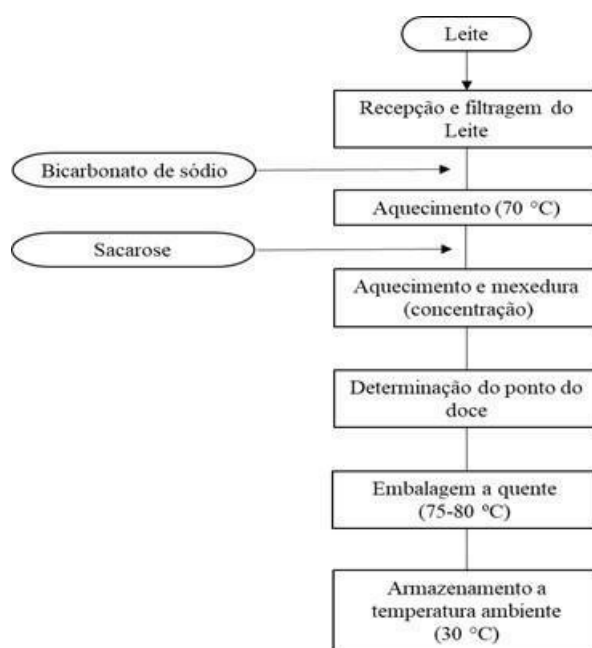 Leite
Recepção e filtragem do
Leite
Bicarbonato de sódio
Aquecimento (70 °C)
Sacarose
Aquecimento e mexedura
(concentração)
Determinação do ponto do
doce
Embalagem a quente
(75-80 ºC)
Armazenamento a
temperatura ambiente
(30 °C)